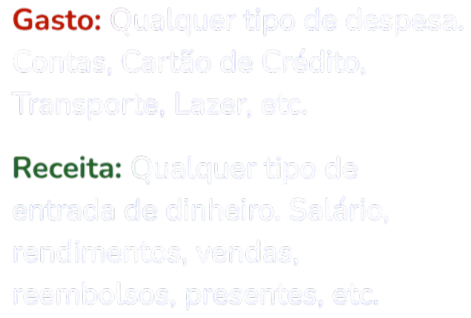 Gasto: Qualquer tipo de despesa.
Contas, Cartão de Crédito,
Transporte, Lazer, etc.
Receita: Qualquer tipo de
entrada de dinheiro. Salário,
rendimentos, vendas,
reembolsos, presentes, etc.